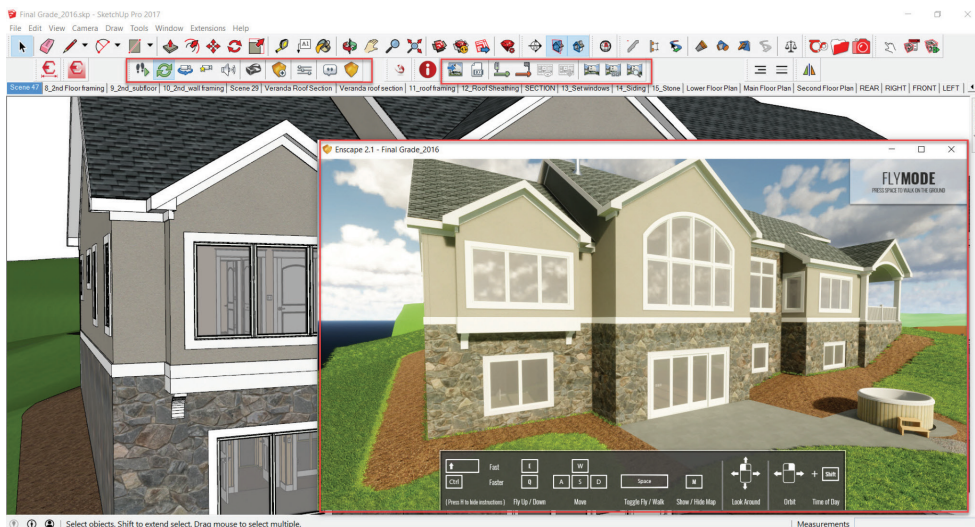 Final Grade_2016.skp - SketchUp Pro 2017
File Edit View Camera Draw Tools Window Extensions Help
Scene 47 8_2nd Floor framing 9_2nd_subfloor 10_2nd_wall framing Scene 29 Veranda Roof Section Veranda roof section 11_roof framing 12_Roof Sheathing SECTION 13_Set windows 14_Siding 15_Stone Lower Floor Plan Main Floor Plan Second Floor Plan REAR RIGHT FRONT LEFT
Enscape 2.1 - Final Grade_2016
FLYMODE
PRESS SPACE TO WALK ON THE GROUND
Fast E W
Ctrl Faster Q A S D Space M + Shift
(Press H to hide instructions) Fly Up / Down Move Toggle Fly / Walk Show / Hide Map Look Around Orbit Time of Day
Select objects. Shift to extend select. Drag mouse to select multiple. Measurements